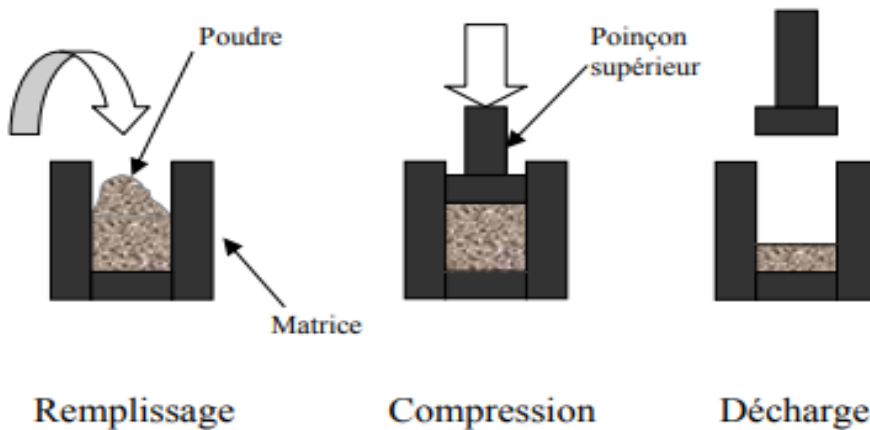 Poudre
Poinçon
supérieur
Matrice
Remplissage
Compression
Décharge